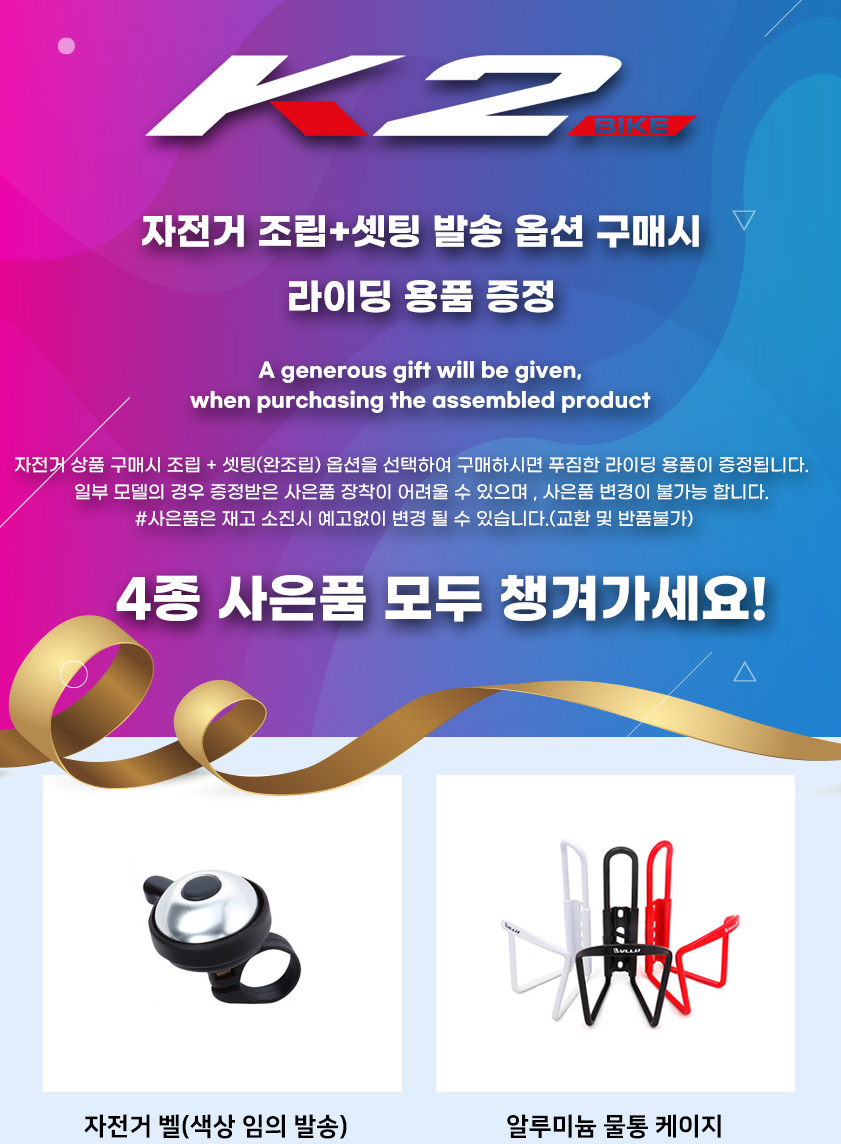 K2
BIKE
자전거 조립+셋팅 발송 옵션 구매시
라이딩 용품 증정
A generous gift will be given,
when purchasing the assembled product
자전거 상품 구매시 조립 + 셋팅(완조립) 옵션을 선택하여 구매하시면 푸짐한 라이딩 용품이 증정됩니다.
일부 모델의 경우 증정받은 사은품 장착이 어려울 수 있으며 , 사은품 변경이 불가능 합니다.
#사은품은 재고 소진시 예고없이 변경 될 수 있습니다.(교환 및 반품불가)
4종 사은품 모두 챙겨가세요!
BULLU BULLU BULLU
자전거 벨(색상 임의 발송) 알루미늄 물통 케이지